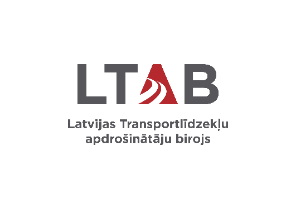 LTAB
Latvijas Transportlīdzekļu
apdrošinātāju birojs